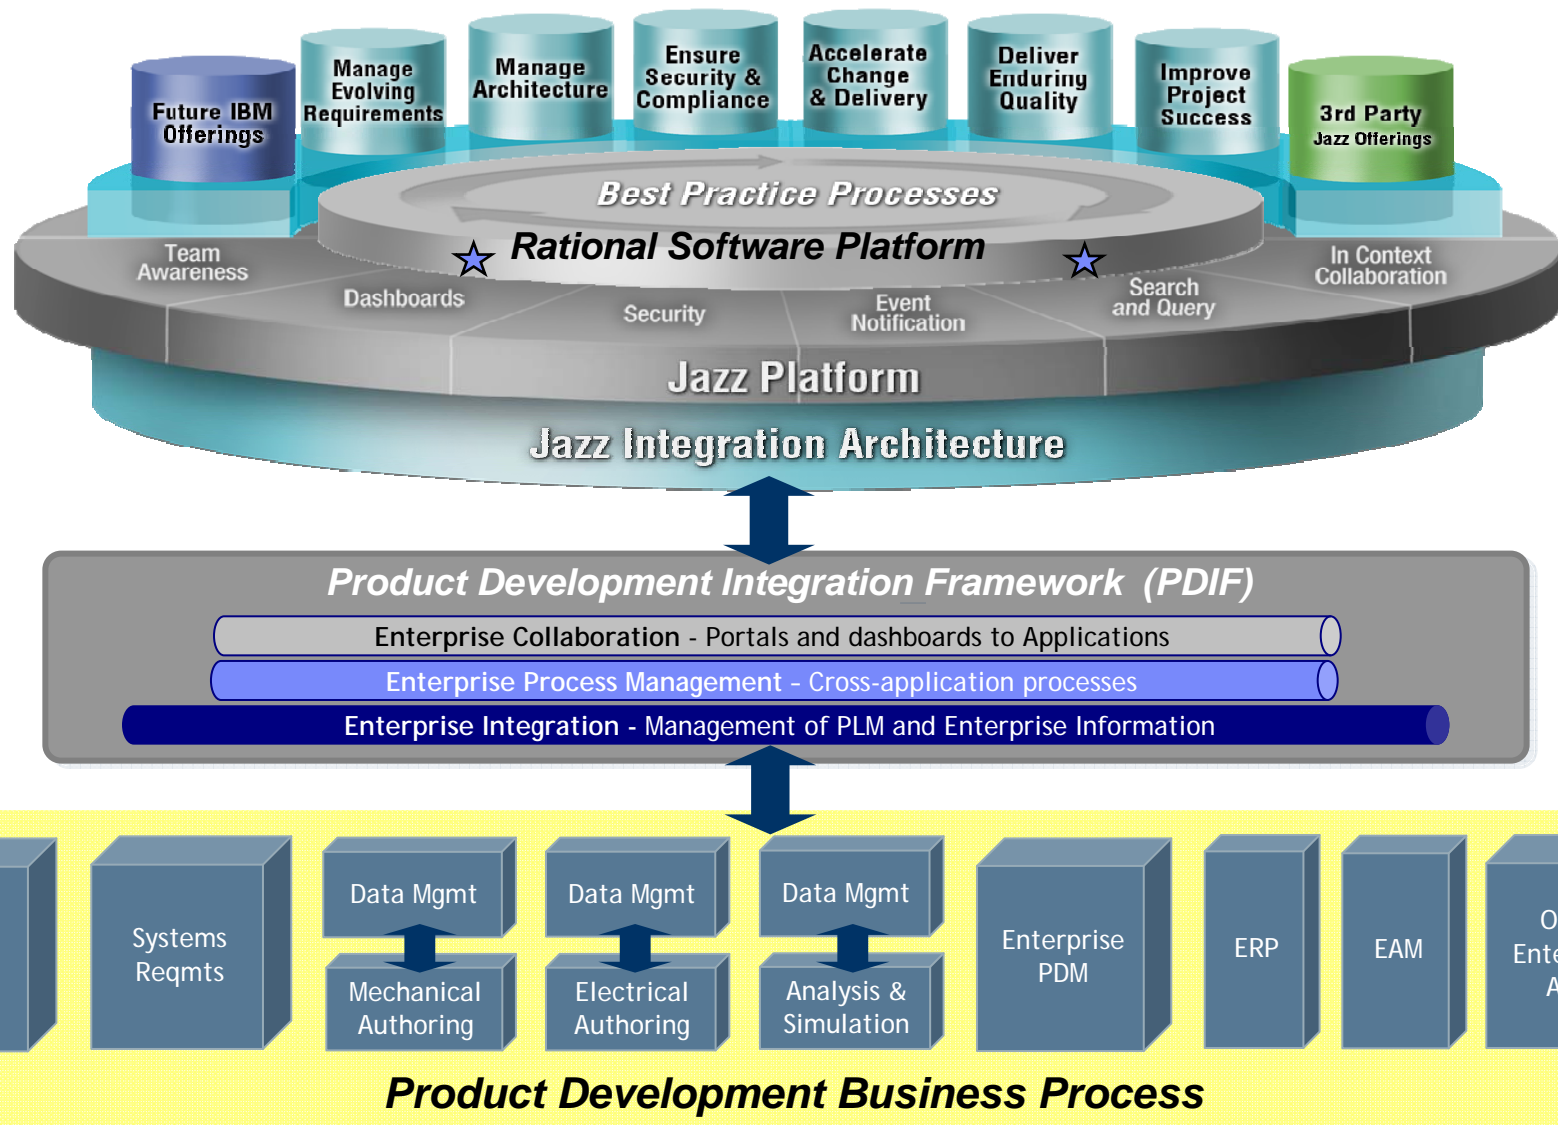 Future IBM
Offerings
Manage
Evolving
Requirements
Manage
Architecture
Ensure
Security &
Compliance
Accelerate
Change
& Delivery
Deliver
Enduring
Quality
Improve
Project
Success
3rd Party
Jazz Offerings
Best Practice Processes
Rational Software Platform
Team
Awareness
Dashboards
Security
Event
Notification
Search
and Query
In Context
Collaboration
Jazz Platform
Jazz Integration Architecture
Product Development Integration Framework (PDIF)
Enterprise Collaboration - Portals and dashboards to Applications
Enterprise Process Management – Cross-application processes
Enterprise Integration - Management of PLM and Enterprise Information
Systems
Reqmts
Data Mgmt
Mechanical
Authoring
Data Mgmt
Electrical
Authoring
Data Mgmt
Analysis &
Simulation
Enterprise
PDM
ERP
EAM
Product Development Business Process